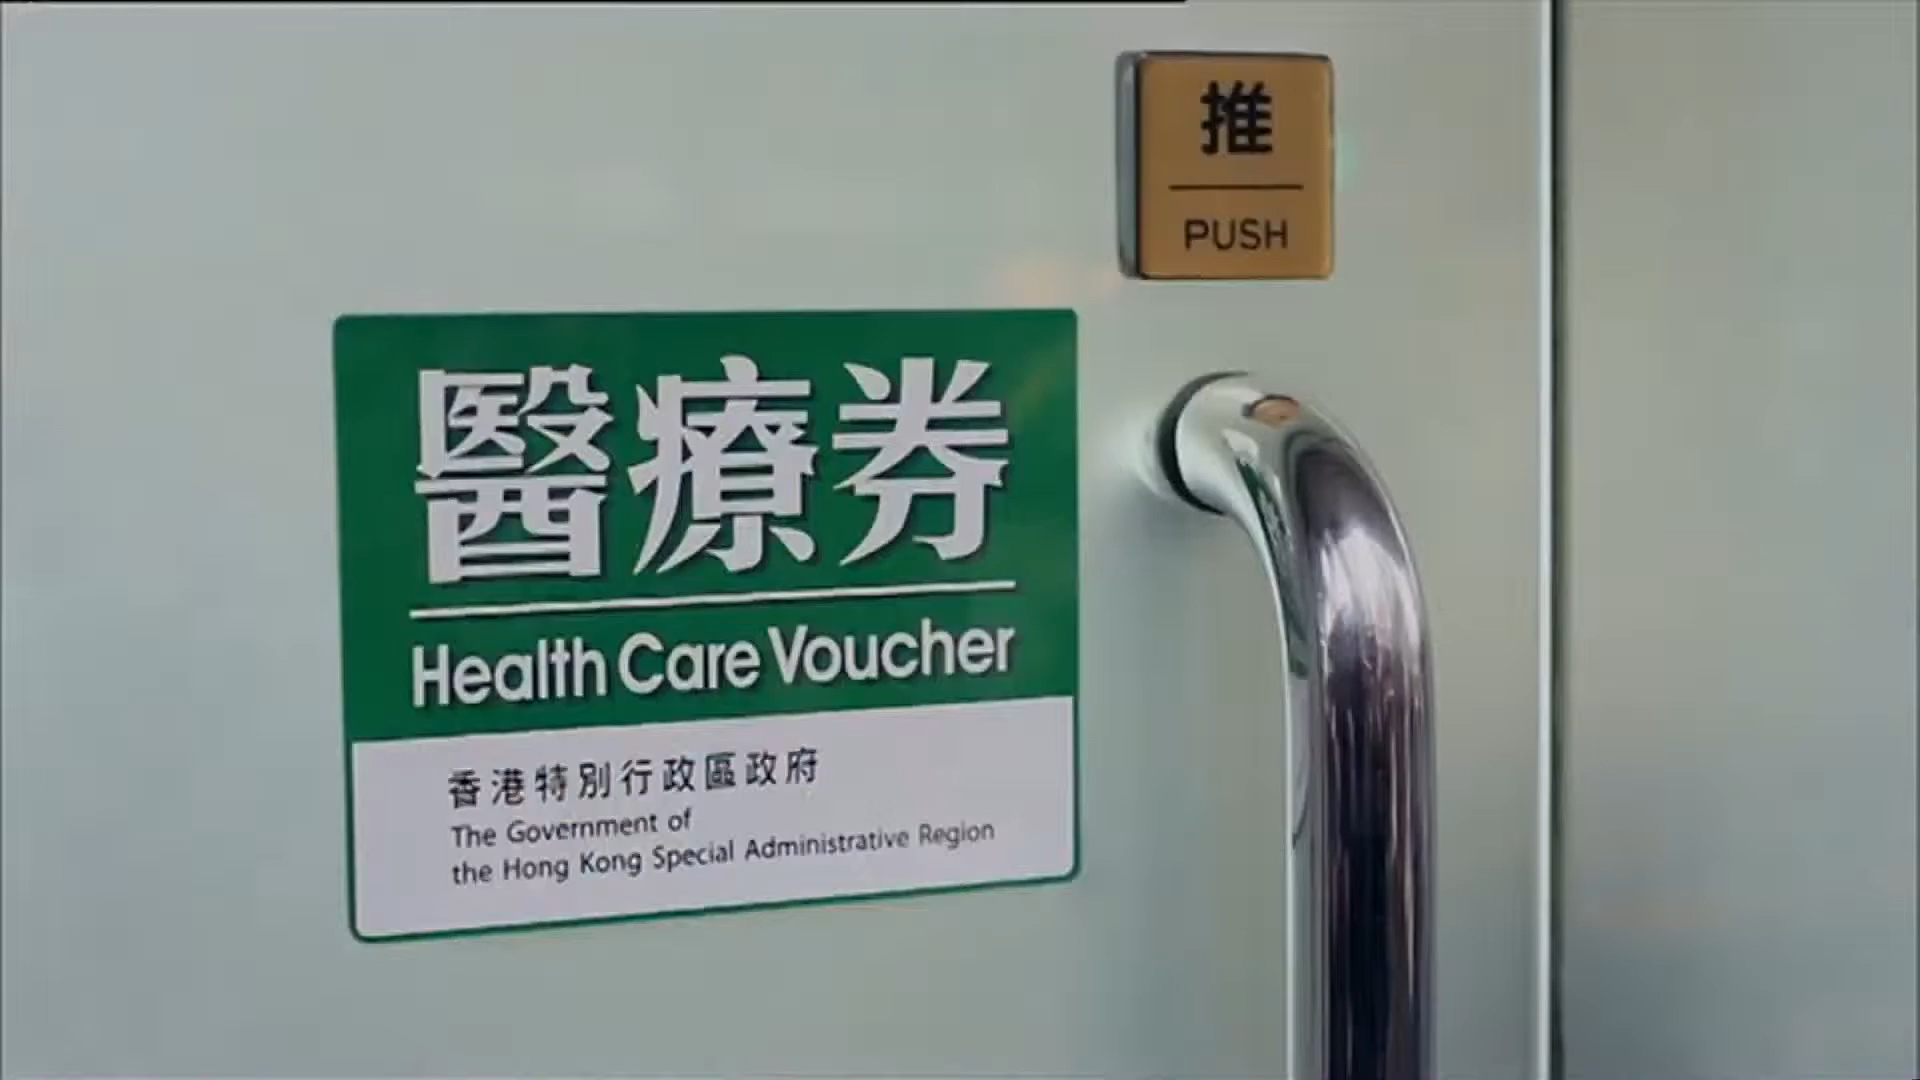 推
PUSH
醫療券
Health Care Voucher
香港特別行政區政府
The Government of
the Hong Kong Special Administrative Region